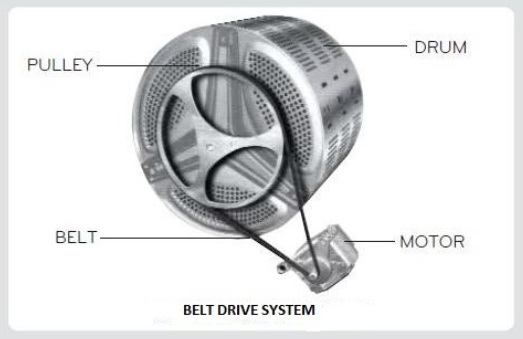 PULLEY
DRUM
BELT
MOTOR
BELT DRIVE SYSTEM